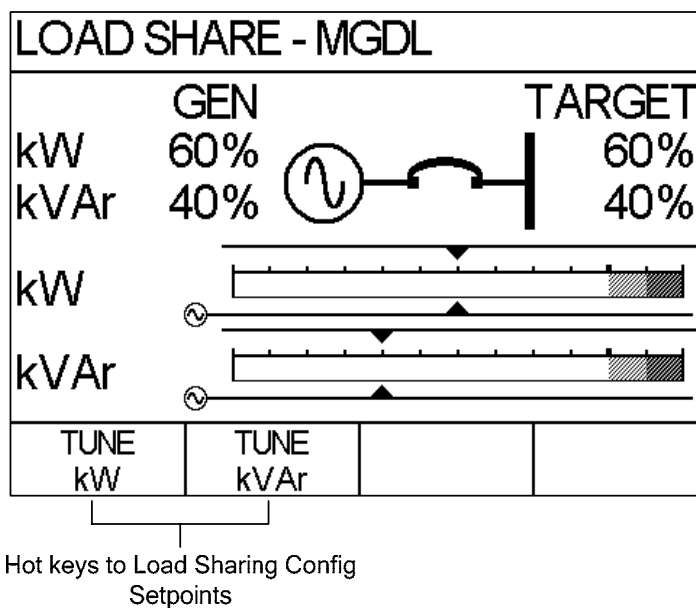 LOAD SHARE - MGDL
GEN TARGET
kW 60% 60%
kVAr 40% 40%
kW
kVAr
TUNE TUNE
kW kVAr
Hot keys to Load Sharing Config
Setpoints